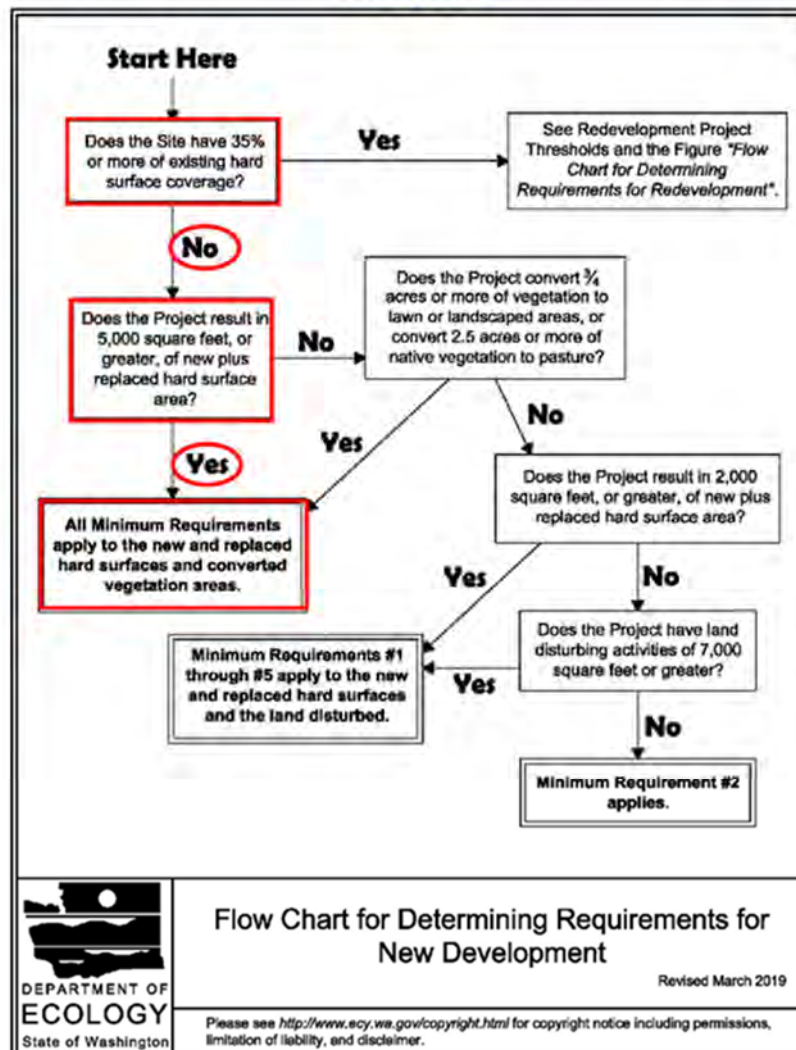 Start Here
Does the Site have 35%
or more of existing hard
surface coverage?
Yes
See Redevelopment Project
Thresholds and the Figure "Flow
Chart for Determining
Requirements for Redevelopment".
No
Does the Project result in
5,000 square feet, or
greater, of new plus
replaced hard surface
area?
No
Does the Project convert ¾
acres or more of vegetation to
lawn or landscaped areas, or
convert 2.5 acres or more of
native vegetation to pasture?
Yes
Yes
No
All Minimum Requirements
apply to the new and replaced
hard surfaces and converted
vegetation areas.
Does the Project result in 2,000
square feet, or greater, of new plus
replaced hard surface area?
Yes
No
Minimum Requirements #1
through #5 apply to the new
and replaced hard surfaces
and the land disturbed.
Yes
Does the Project have land
disturbing activities of 7,000
square feet or greater?
No
Minimum Requirement #2
applies.
DEPARTMENT OF
ECOLOGY
State of Washington
Flow Chart for Determining Requirements for
New Development
Revised March 2019
Please see http://www.ecy.wa.gov/copyright.html for copyright notice including permissions,
limitation of liability, and disclaimer.